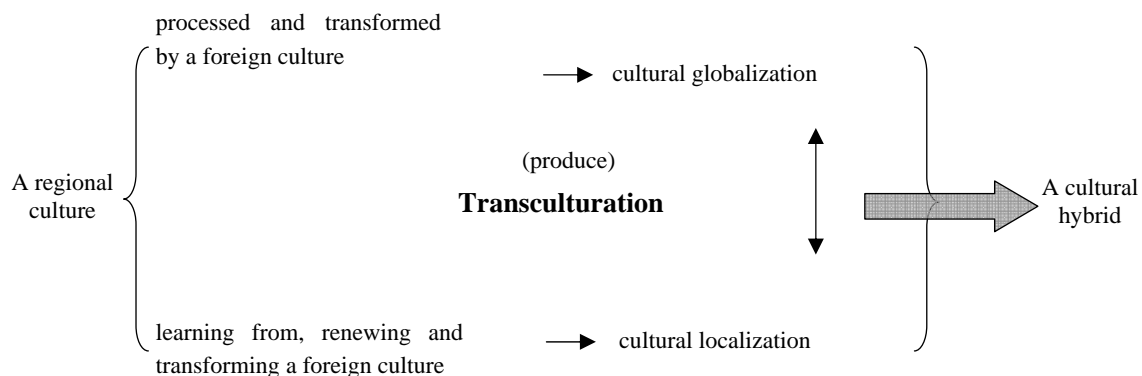 processed and transformed
by a foreign culture
cultural globalization
(produce)
A regional
culture
Transculturation
A cultural
hybrid
learning from, renewing and
transforming a foreign culture
cultural localization